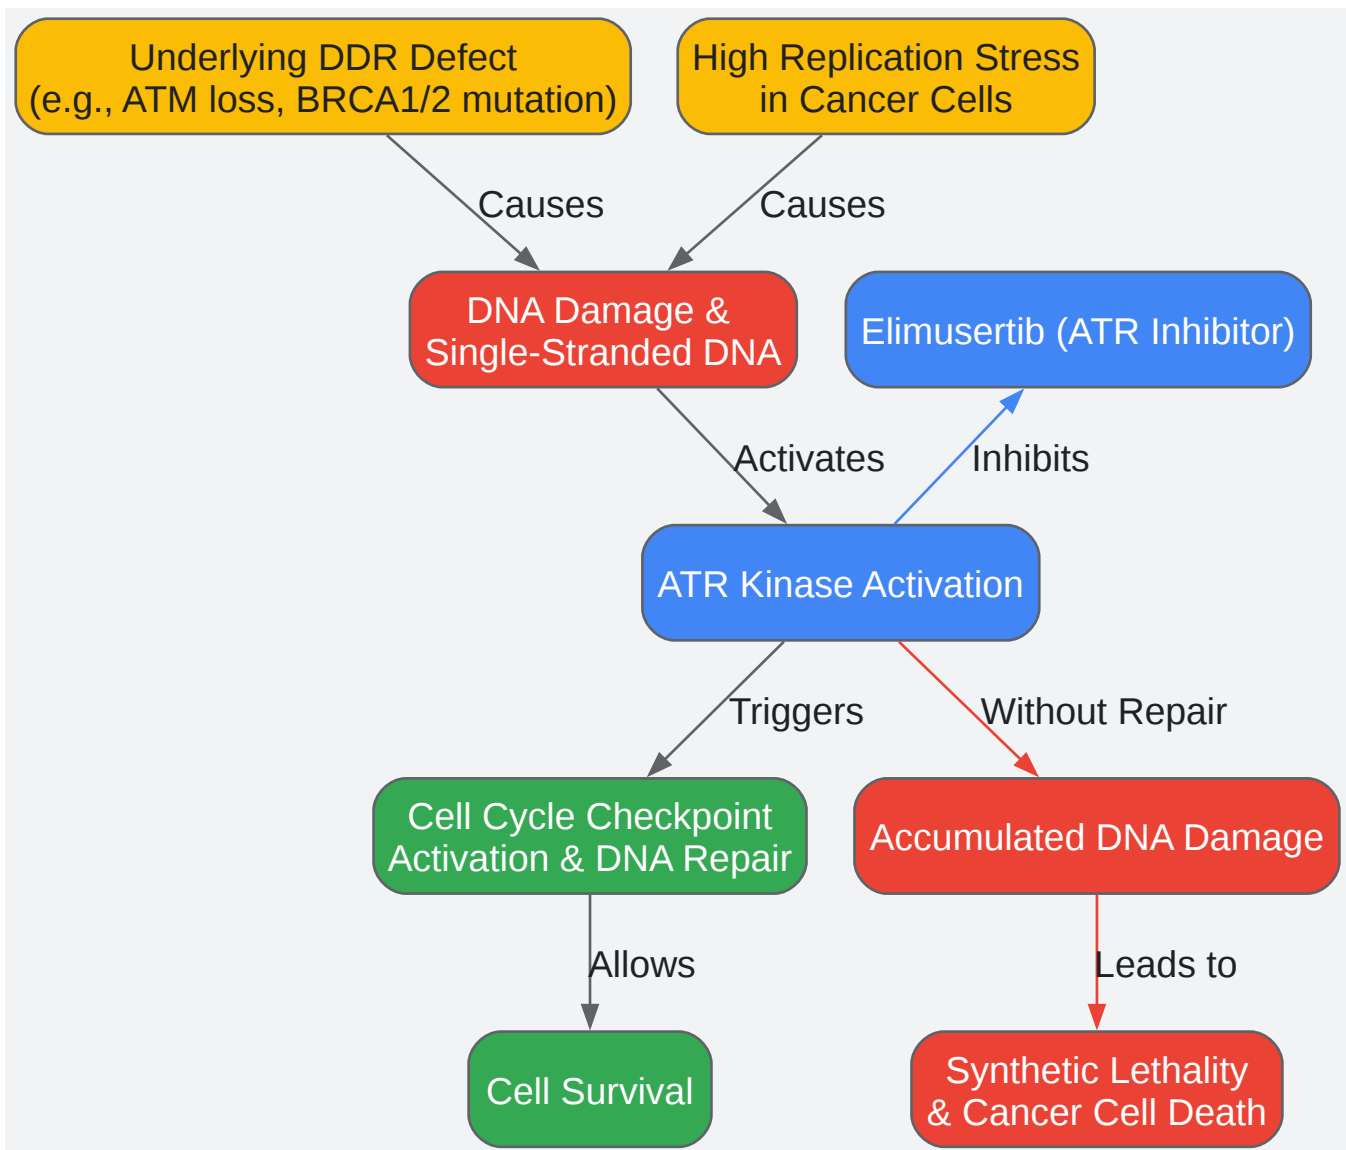 Underlying DDR Defect
(e.g., ATM loss, BRCA1/2 mutation)
High Replication Stress
in Cancer Cells
Causes
Causes
DNA Damage &
Single-Stranded DNA
Elimusertib (ATR Inhibitor)
Activates
Inhibits
ATR Kinase Activation
Triggers
Without Repair
Cell Cycle Checkpoint
Activation & DNA Repair
Accumulated DNA Damage
Allows
Leads to
Cell Survival
Synthetic Lethality
& Cancer Cell Death